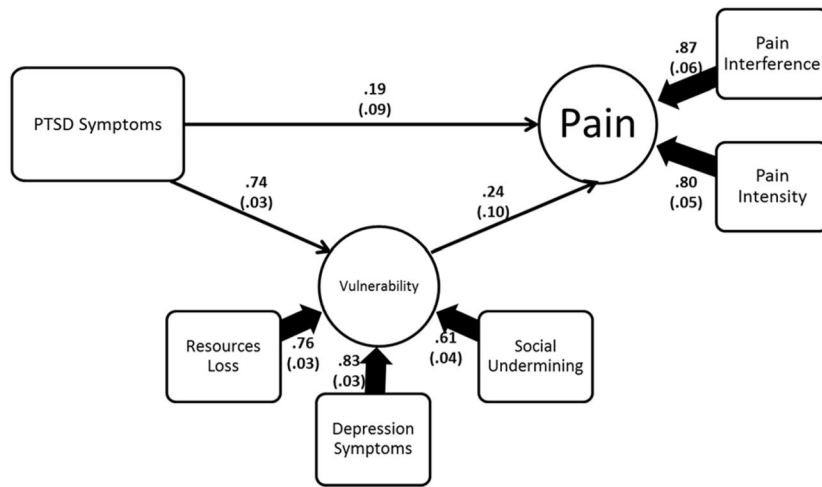 PTSD Symptoms
.19
(.09)
Pain
.87
(.06)
Pain
Interference
.80
(.05)
Pain
Intensity
.74
(.03)
.24
(.10)
Vulnerability
Resources
Loss
.76
(.03)
.83
(.03)
Depression
Symptoms
.61
(.04)
Social
Undermining